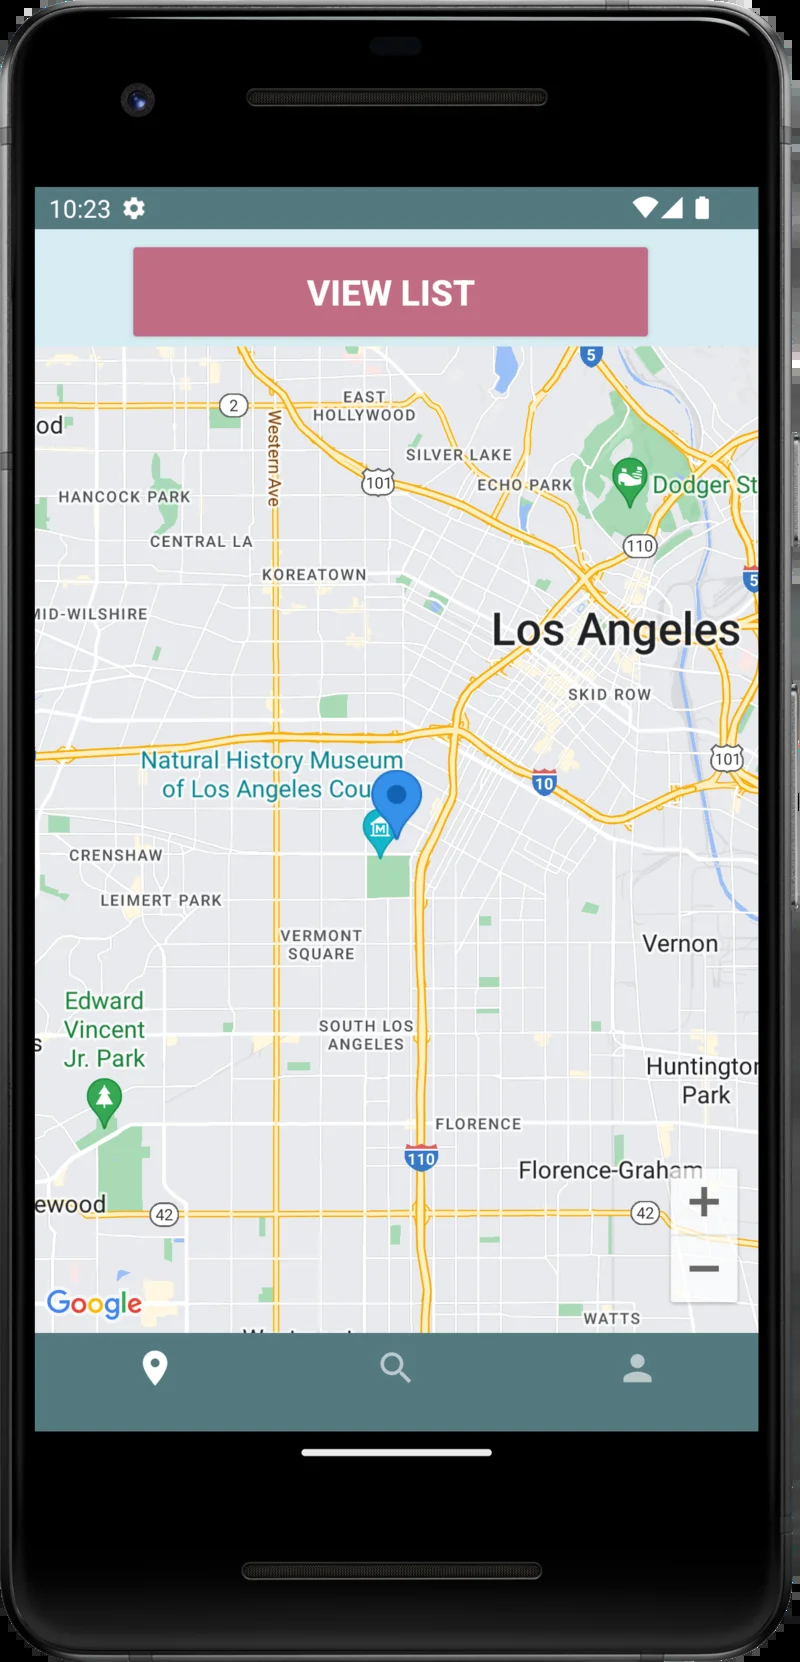 10:23
VIEW LIST
5
2
EAST
HOLLYWOOD
od
Western Ave
SILVER LAKE
101
ECHO PARK
Dodger St
HANCOCK PARK
CENTRAL LA
110
KOREATOWN
5
MID-WILSHIRE
Los Angeles
SKID ROW
Natural History Museum
of Los Angeles Cou
101
10
M
CRENSHAW
LEIMERT PARK
VERMONT
SQUARE
Vernon
Edward
Vincent
Jr. Park
SOUTH LOS
ANGELES
s
Huntington
Park
FLORENCE
110
Florence-Graham
ewood
42
42
+
−
Google
WATTS